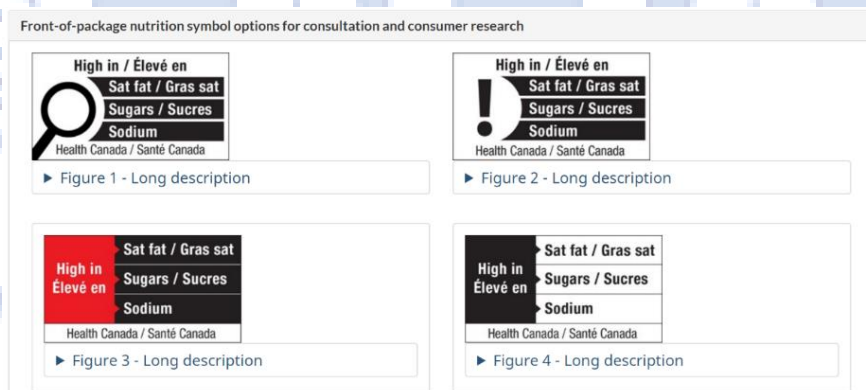 Front-of-package nutrition symbol options for consultation and consumer research
High in / Élevé en
Sat fat / Gras sat
Sugars / Sucres
Sodium
Health Canada / Santé Canada
Figure 1 - Long description
High in / Élevé en
Sat fat / Gras sat
Sugars / Sucres
Sodium
Health Canada / Santé Canada
Figure 2 - Long description
High in
Élevé en
Sat fat / Gras sat
Sugars / Sucres
Sodium
Health Canada / Santé Canada
Figure 3 - Long description
High in
Élevé en
Sat fat / Gras sat
Sugars / Sucres
Sodium
Health Canada / Santé Canada
Figure 4 - Long description